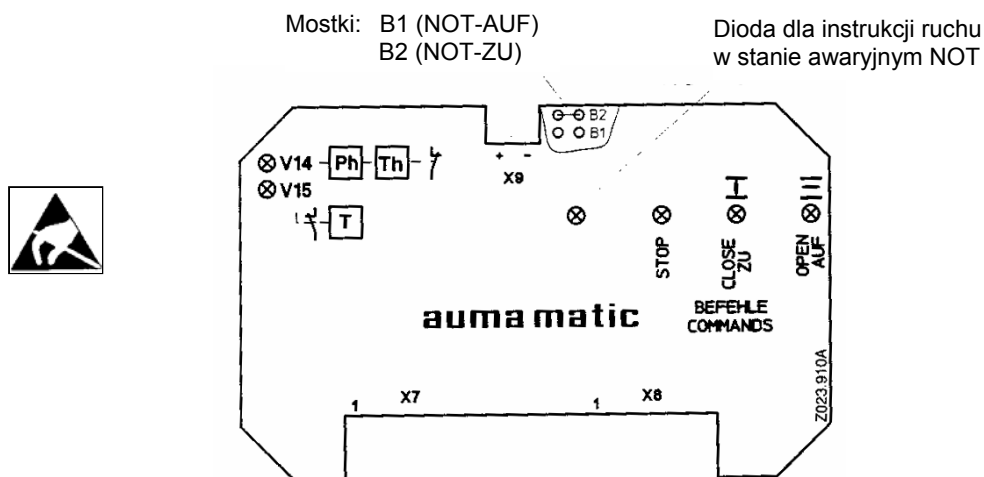 Mostki: B1 (NOT-AUF)
B2 (NOT-ZU)
Dioda dla instrukcji ruchu
w stanie awaryjnym NOT
B2
B1
V14 Ph Th
V15
+ -
X9
T
STOP
CLOSE
ZU
OPEN
AUF
auma matic
BEFEHLE
COMMANDS
Z023.910A
1 X7
1 X8